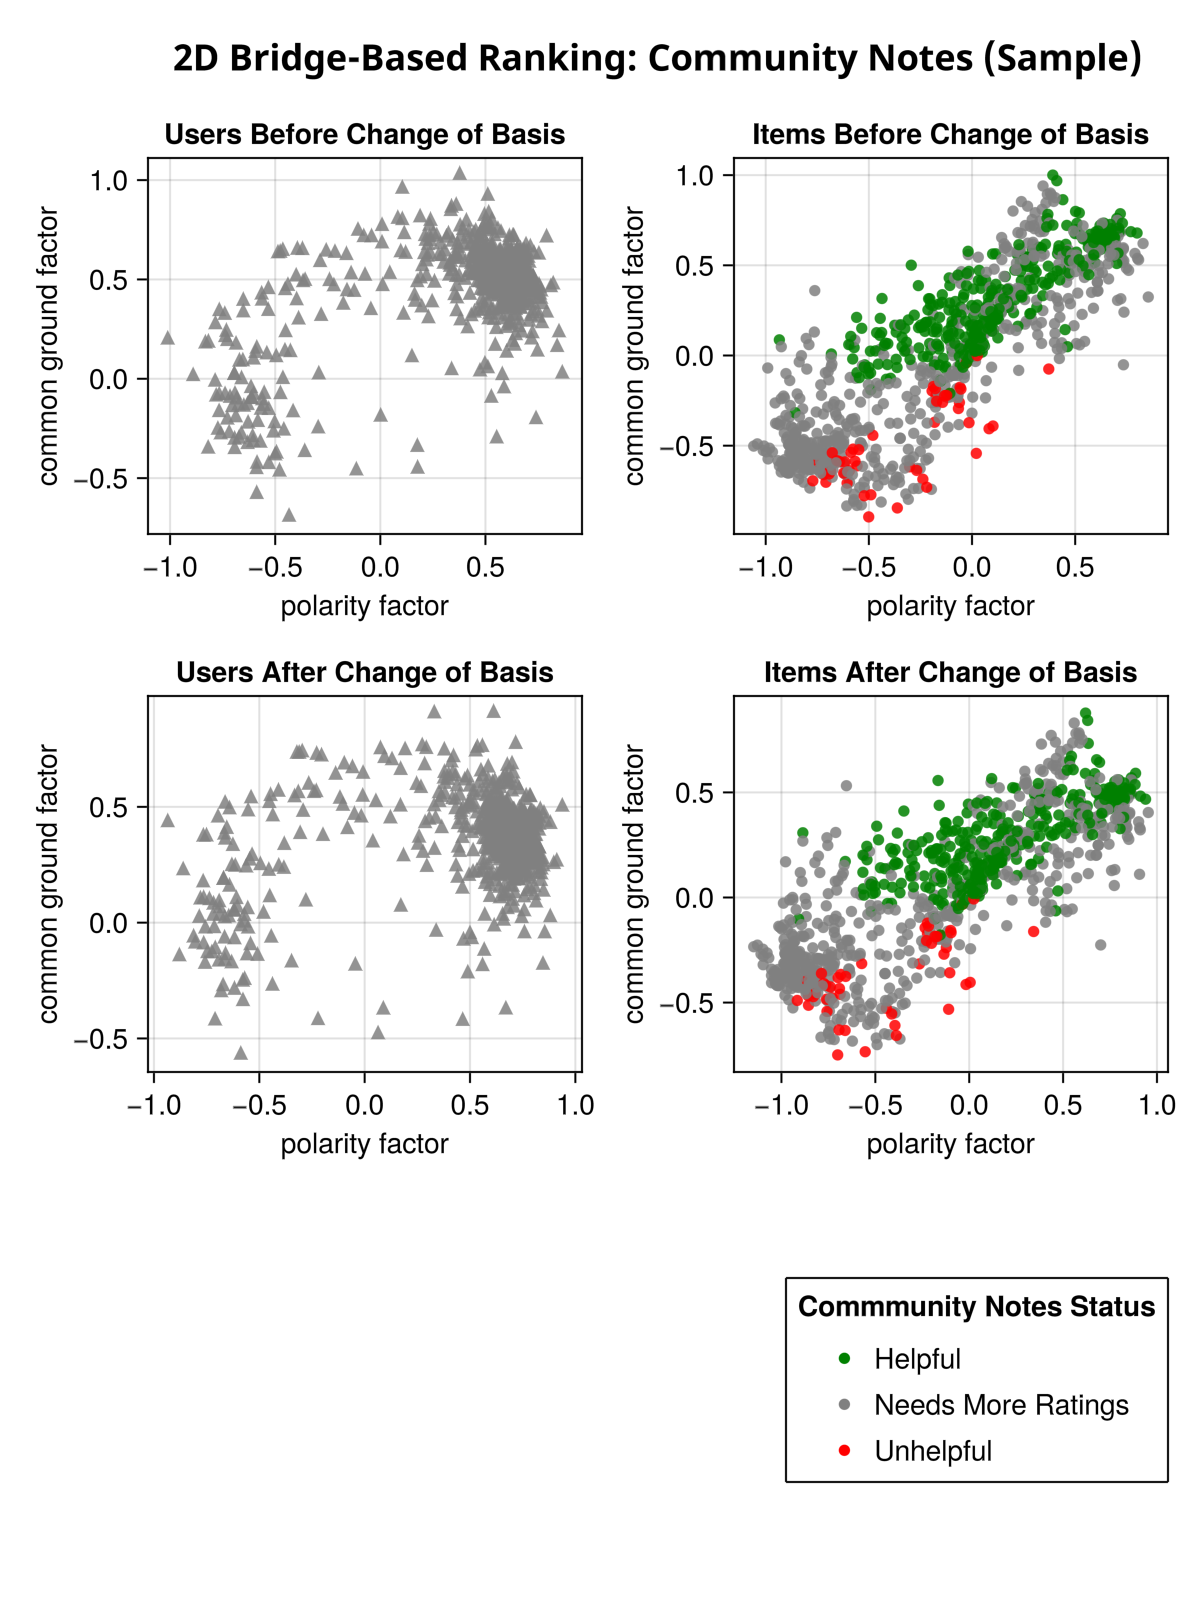 2D Bridge-Based Ranking: Community Notes (Sample)
Users Before Change of Basis
common ground factor
1.0
0.5
0.0
−0.5
−1.0 −0.5 0.0 0.5
polarity factor
Items Before Change of Basis
common ground factor
1.0
0.5
0.0
−0.5
−1.0 −0.5 0.0 0.5
polarity factor
Users After Change of Basis
common ground factor
0.5
0.0
−0.5
−1.0 −0.5 0.0 0.5 1.0
polarity factor
Items After Change of Basis
common ground factor
0.5
0.0
−0.5
−1.0 −0.5 0.0 0.5 1.0
polarity factor
Commmunity Notes Status
Helpful
Needs More Ratings
Unhelpful